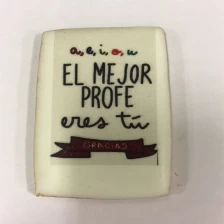 a, e, i, o, u
EL MEJOR
PROFE
eres tú
GRACIAS